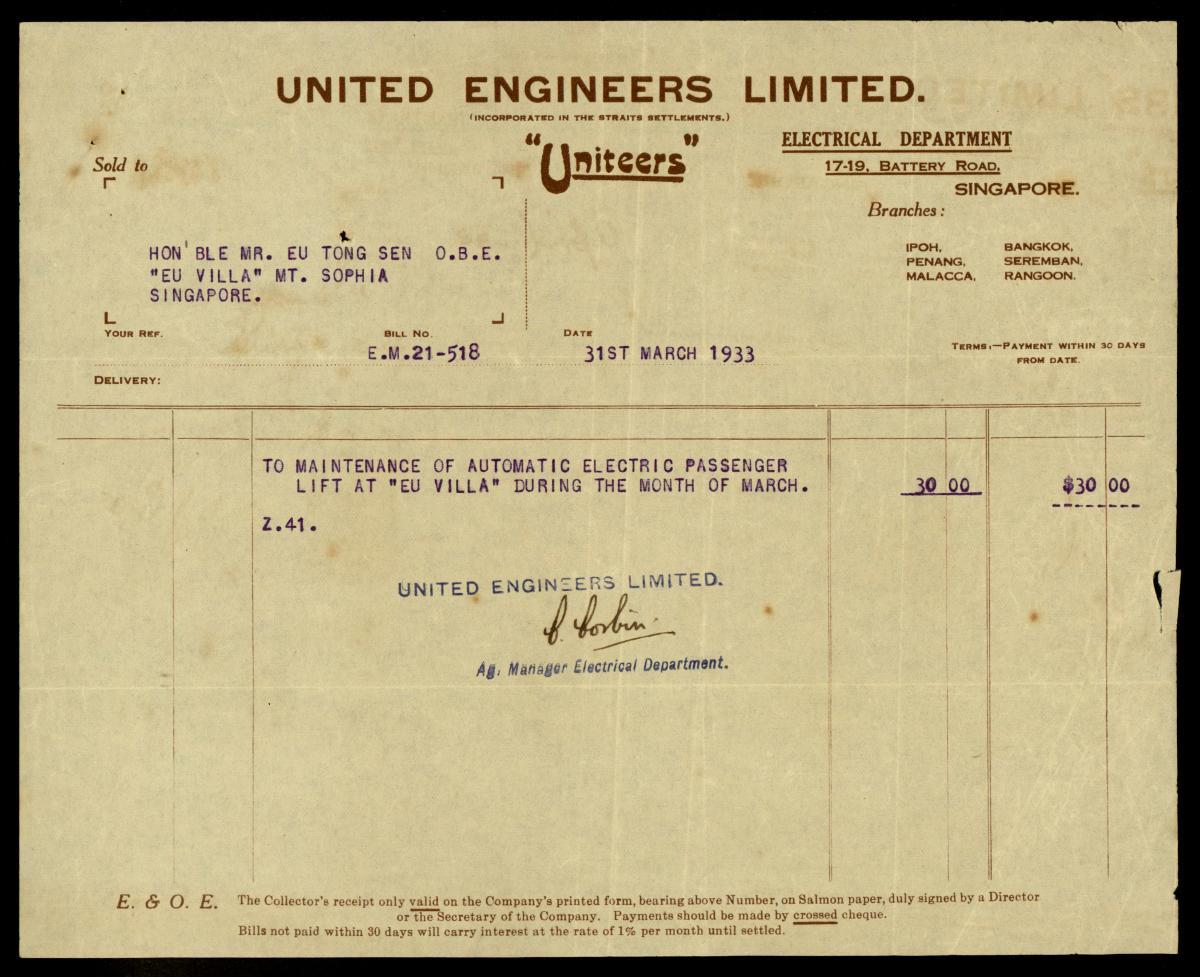 UNITED ENGINEERS LIMITED.
(INCORPORATED IN THE STRAITS SETTLEMENTS.)
"Uniteers"
ELECTRICAL DEPARTMENT
17-19, BATTERY ROAD,
SINGAPORE.
Branches:
IPOH, BANGKOK,
PENANG, SEREMBAN,
MALACCA, RANGOON.
Sold to
HON'BLE MR. EU TONG SEN O.B.E.
"EU VILLA" MT. SOPHIA
SINGAPORE.
YOUR REF. BILL NO. DATE
E.M.21-518 31ST MARCH 1933
TERMS:—PAYMENT WITHIN 30 DAYS
FROM DATE.
DELIVERY:
TO MAINTENANCE OF AUTOMATIC ELECTRIC PASSENGER
LIFT AT "EU VILLA" DURING THE MONTH OF MARCH. 30 00 $30 00
Z.41.
UNITED ENGINEERS LIMITED.
Corbin
Ag. Manager Electrical Department.
E. & O. E. The Collector's receipt only valid on the Company's printed form, bearing above Number, on Salmon paper, duly signed by a Director
or the Secretary of the Company. Payments should be made by crossed cheque.
Bills not paid within 30 days will carry interest at the rate of 1% per month until settled.